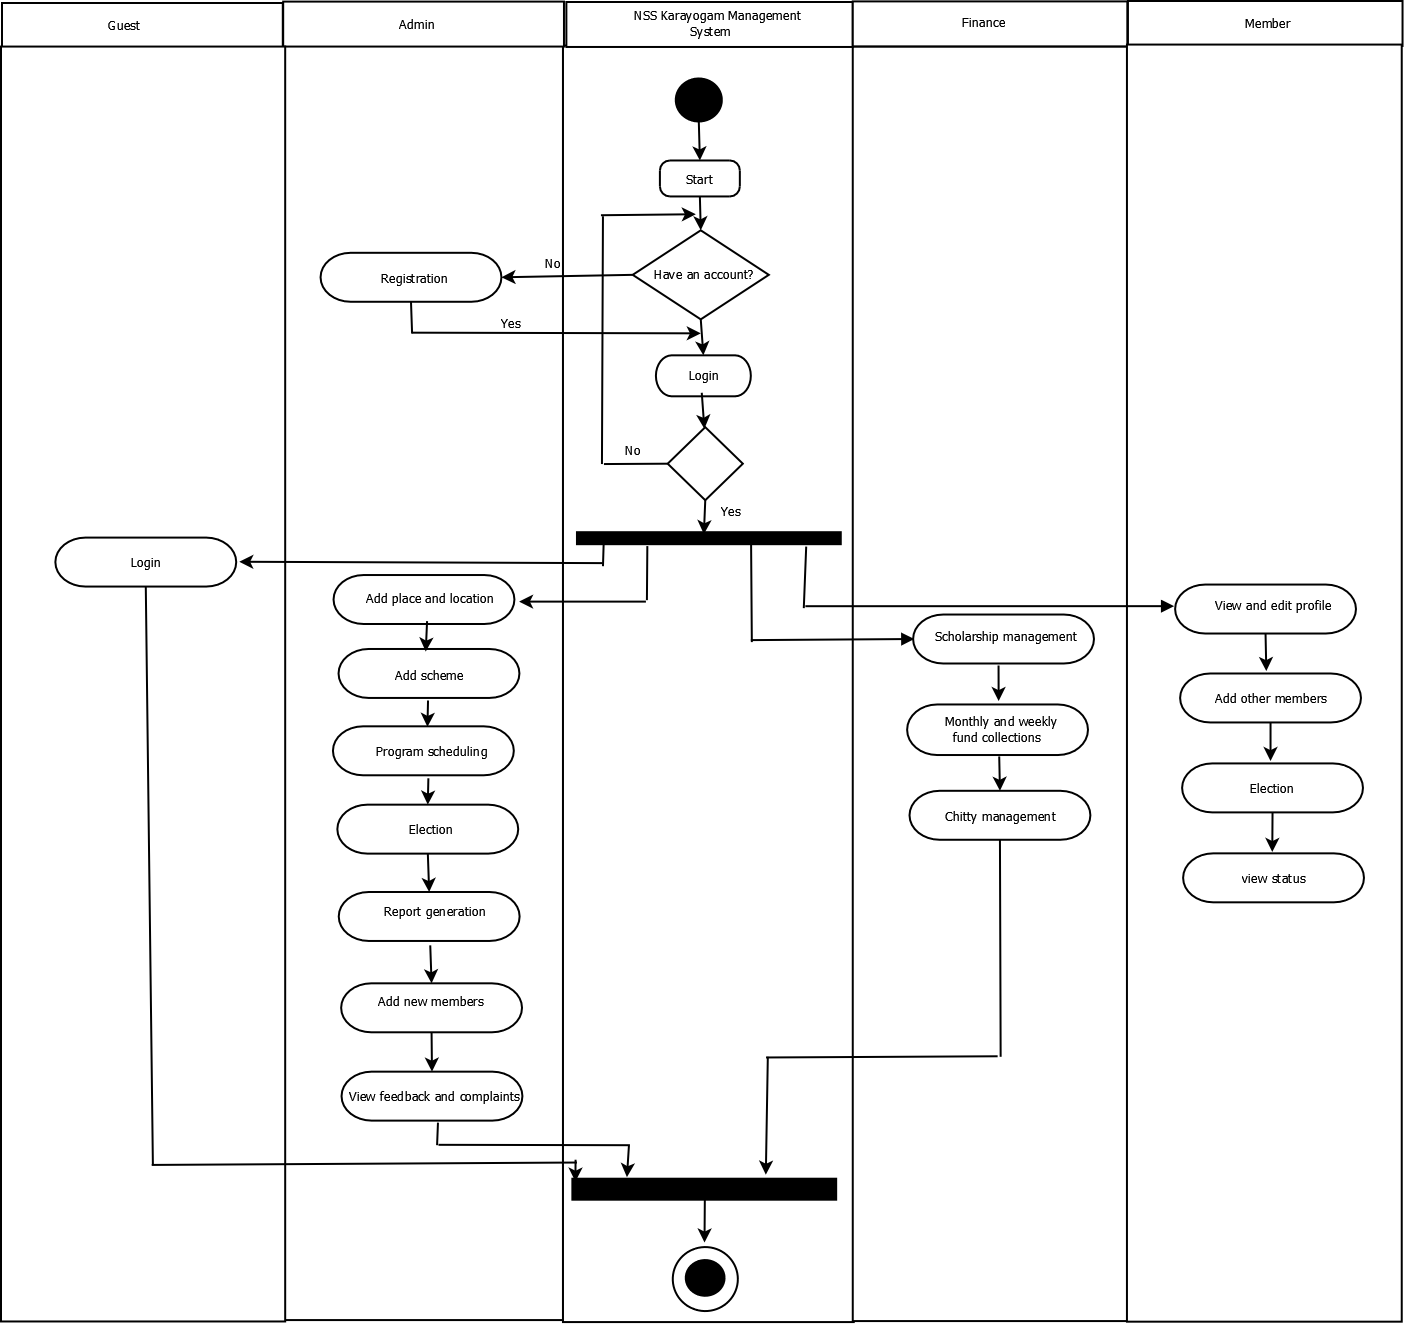 Guest
Admin
NSS Karayogam Management
System
Finance
Member
Start
Have an account?
No
Registration
Yes
Login
No
Yes
Login
Add place and location
Add scheme
Program scheduling
Election
Report generation
Add new members
View feedback and complaints
Scholarship management
Monthly and weekly
fund collections
Chitty management
View and edit profile
Add other members
Election
view status